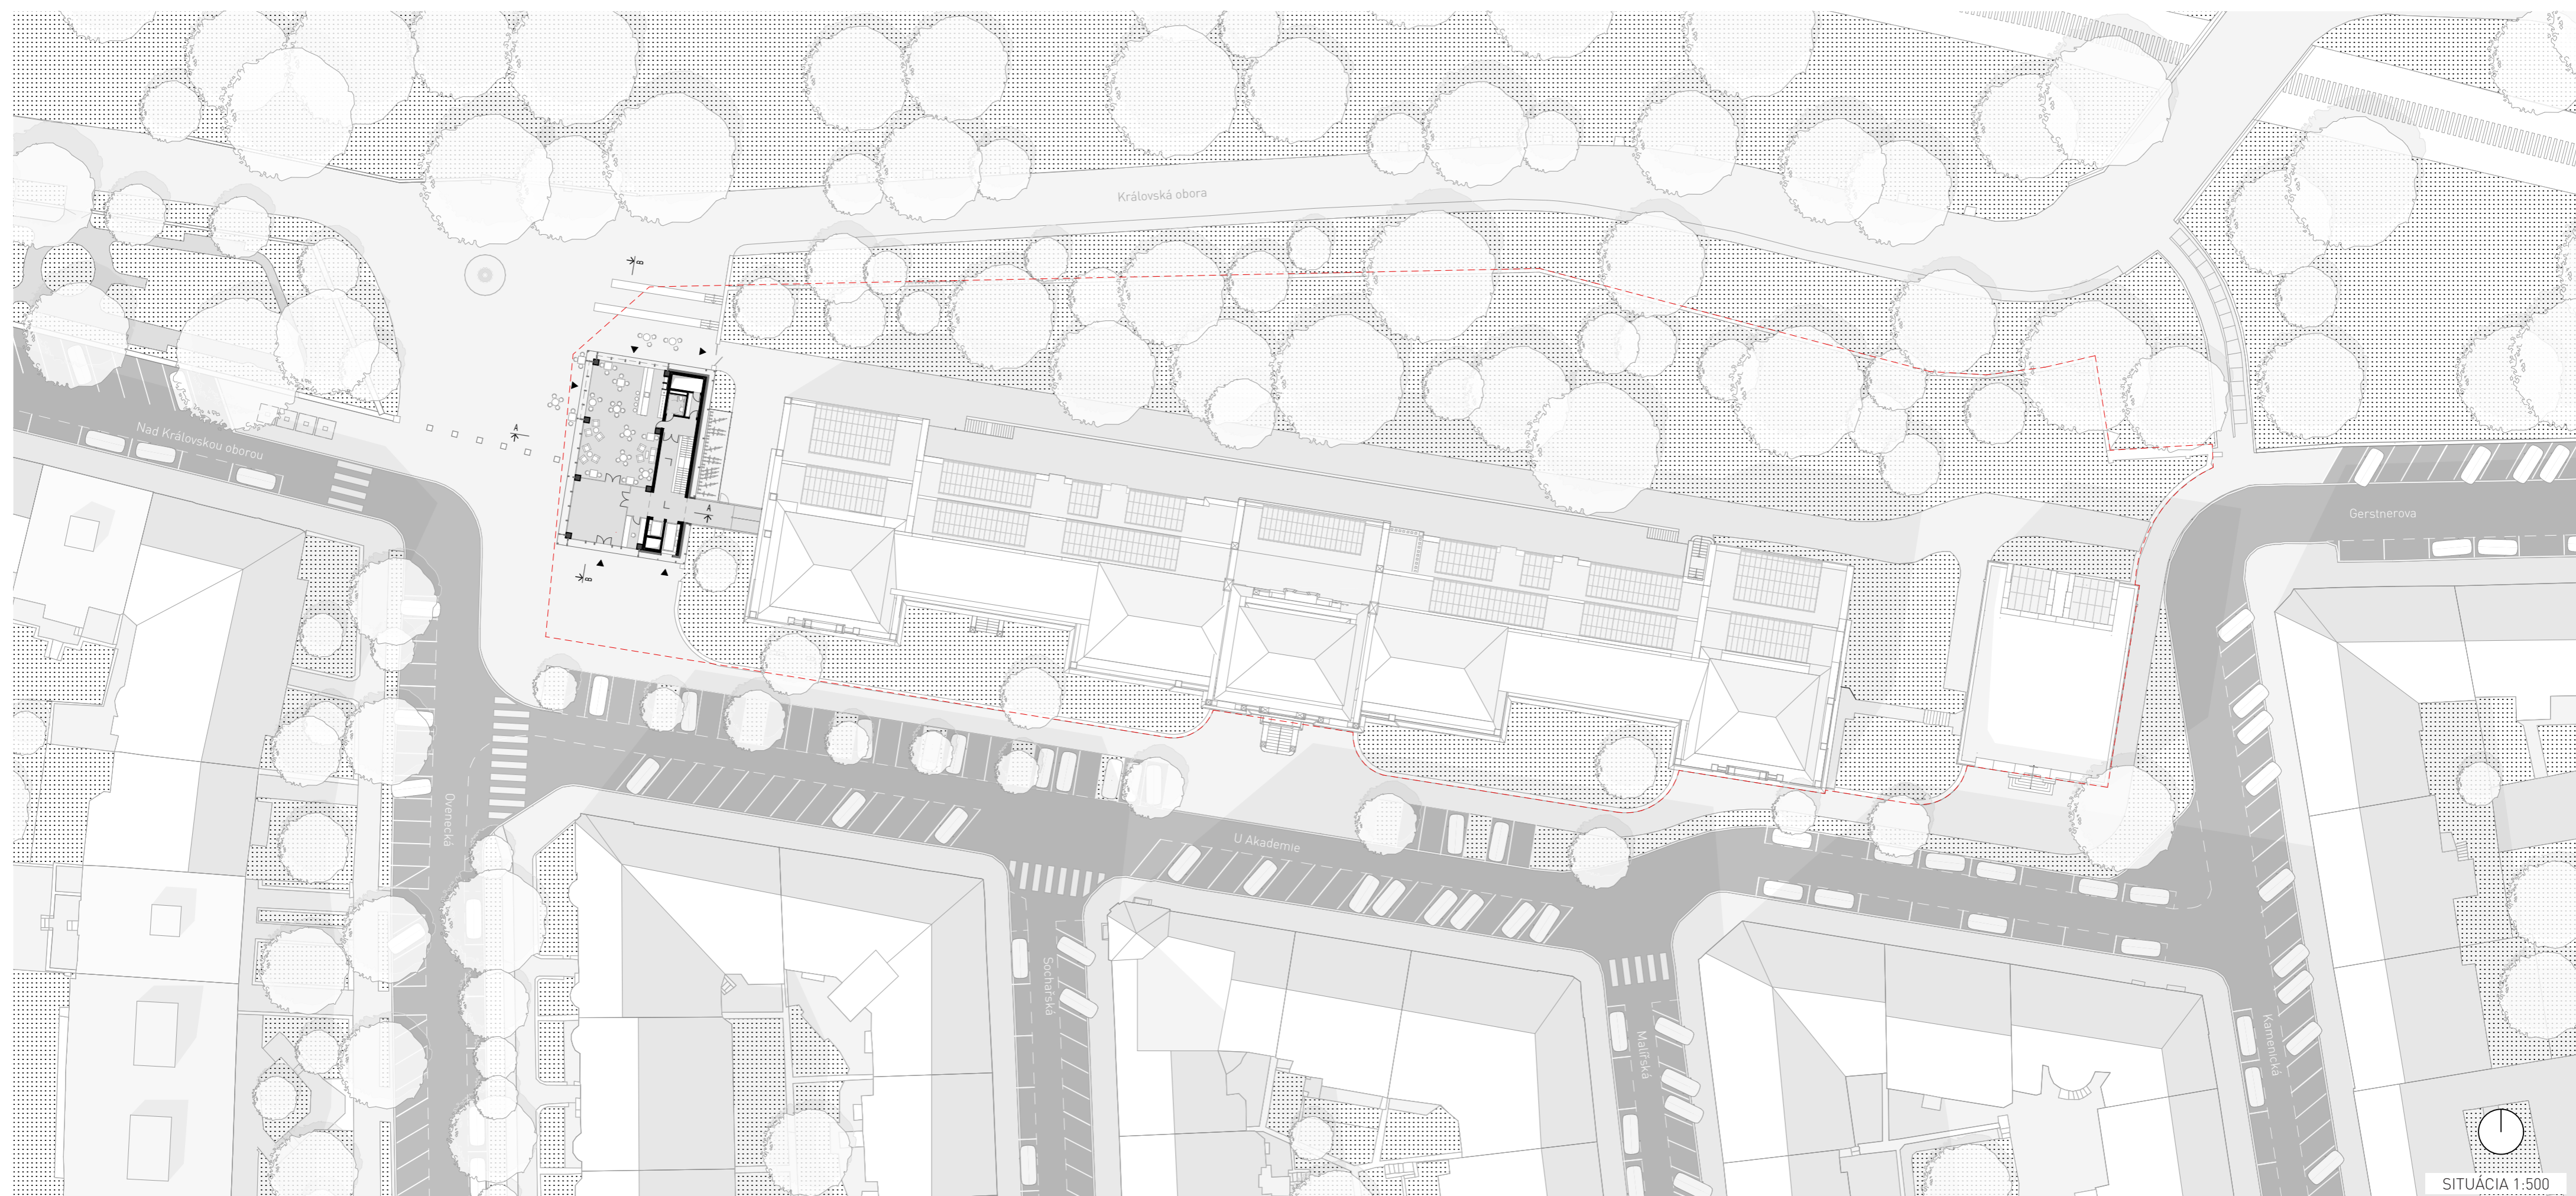 Královská obora
B
A
Nad Královskou oborou
A
B
Gerstnerova
Ovenecká
U Akademie
Sochařská
Malířská
Kamenická
SITUÁCIA 1:500